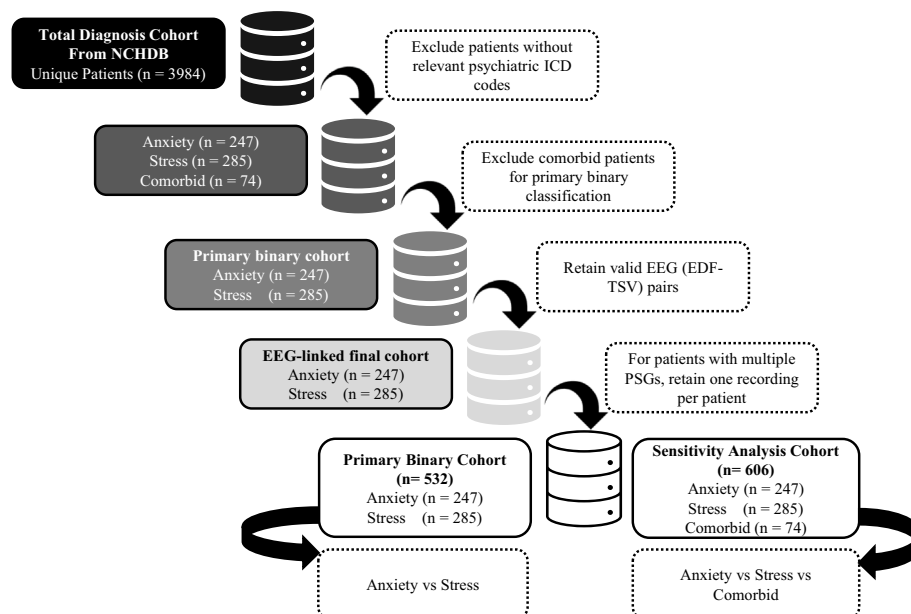 Total Diagnosis Cohort
From NCHDB
Unique Patients (n = 3984)
Exclude patients without
relevant psychiatric ICD
codes
Anxiety (n = 247)
Stress (n = 285)
Comorbid (n = 74)
Exclude comorbid patients
for primary binary
classification
Primary binary cohort
Anxiety (n = 247)
Stress (n = 285)
Retain valid EEG (EDF-
TSV) pairs
EEG-linked final cohort
Anxiety (n = 247)
Stress (n = 285)
For patients with multiple
PSGs, retain one recording
per patient
Primary Binary Cohort
(n= 532)
Anxiety (n = 247)
Stress (n = 285)
Sensitivity Analysis Cohort
(n= 606)
Anxiety (n = 247)
Stress (n = 285)
Comorbid (n = 74)
Anxiety vs Stress
Anxiety vs Stress vs
Comorbid